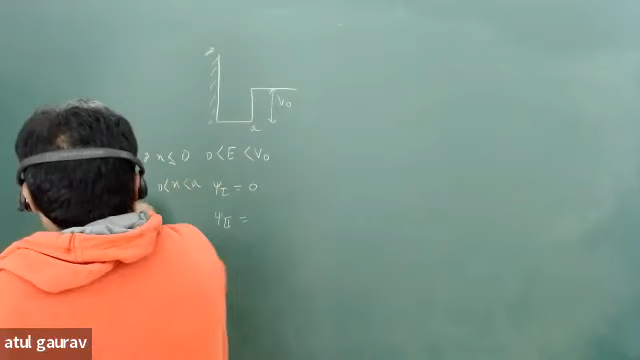 ∞
V₀
a
x ≤ 0 0 < E < V₀
0 < x < a ψ_I = 0
ψ_II =
atul gaurav